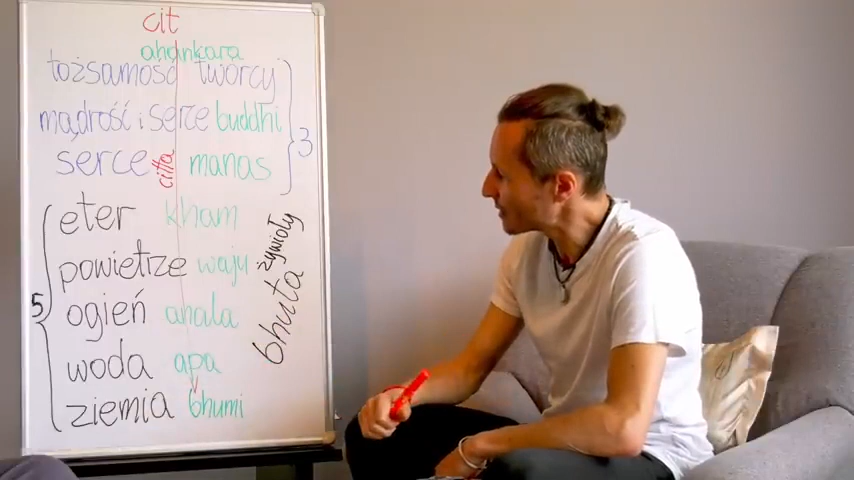 cit
ahankara
tożsamość twórcy
mądrość i serce buddhi
serce citta manas
3
eter kham
powietrze waju
ogień anala
woda apa
ziemia bhumi
5
bhuta żywioły